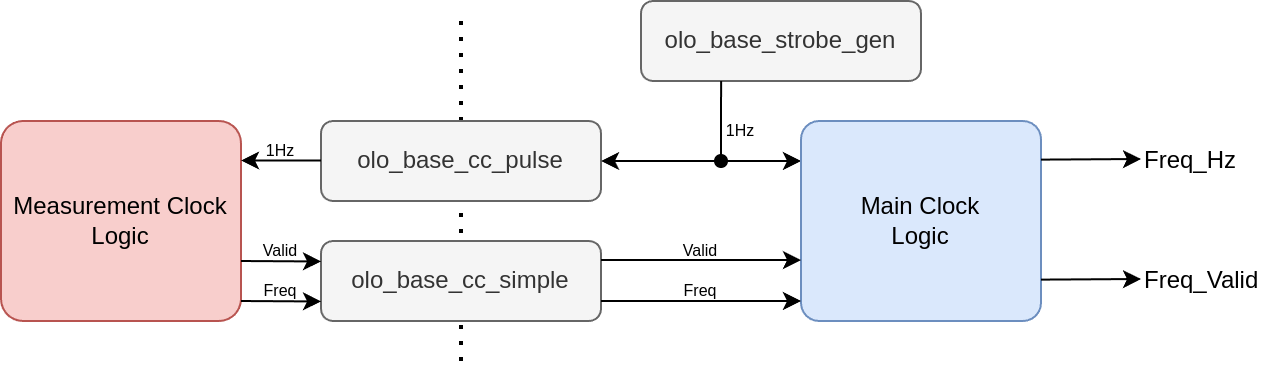 olo_base_strobe_gen
1Hz
1Hz
olo_base_cc_pulse
Freq_Hz
Measurement Clock
Logic
Main Clock
Logic
Valid
olo_base_cc_simple
Valid
Freq
Freq
Freq_Valid